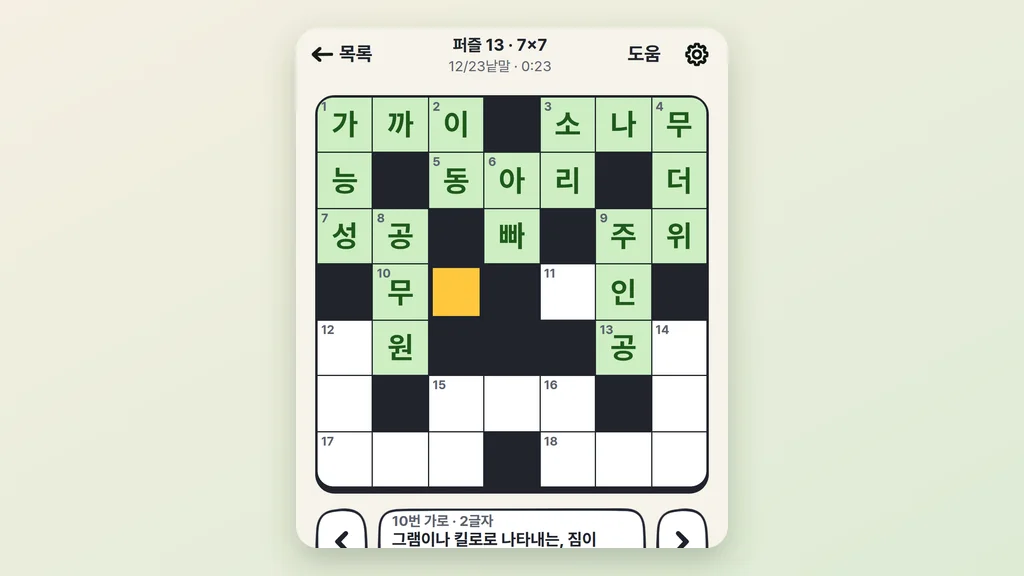 목록
퍼즐 13 · 7×7
12/23낱말 · 0:23
도움
1 가 까 2 이 3 소 나 4 무
능 5 동 6 아 리 더
7 성 8 공 빠 9 주 위
10 무 11 인
12 원 13 공 14
15 16
17 18
10번 가로 · 2글자
그램이나 킬로로 나타내는, 짐이